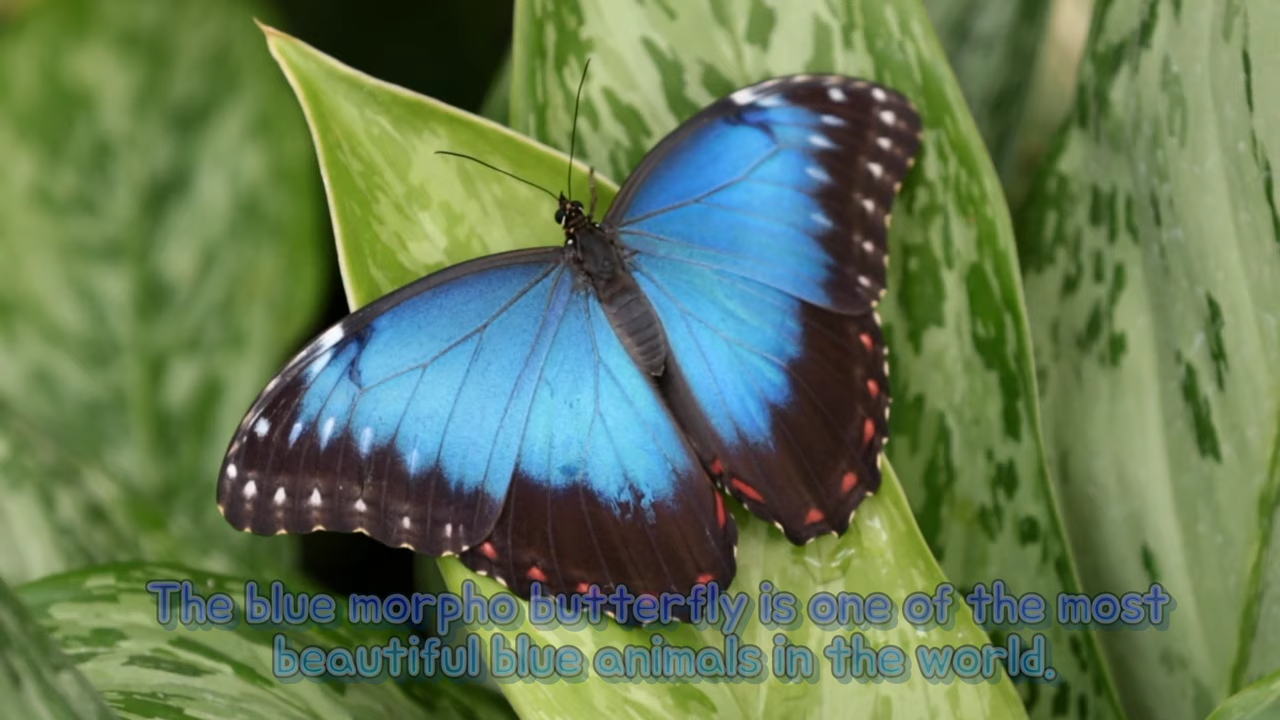 The blue morpho butterfly is one of the most
beautiful blue animals in the world.